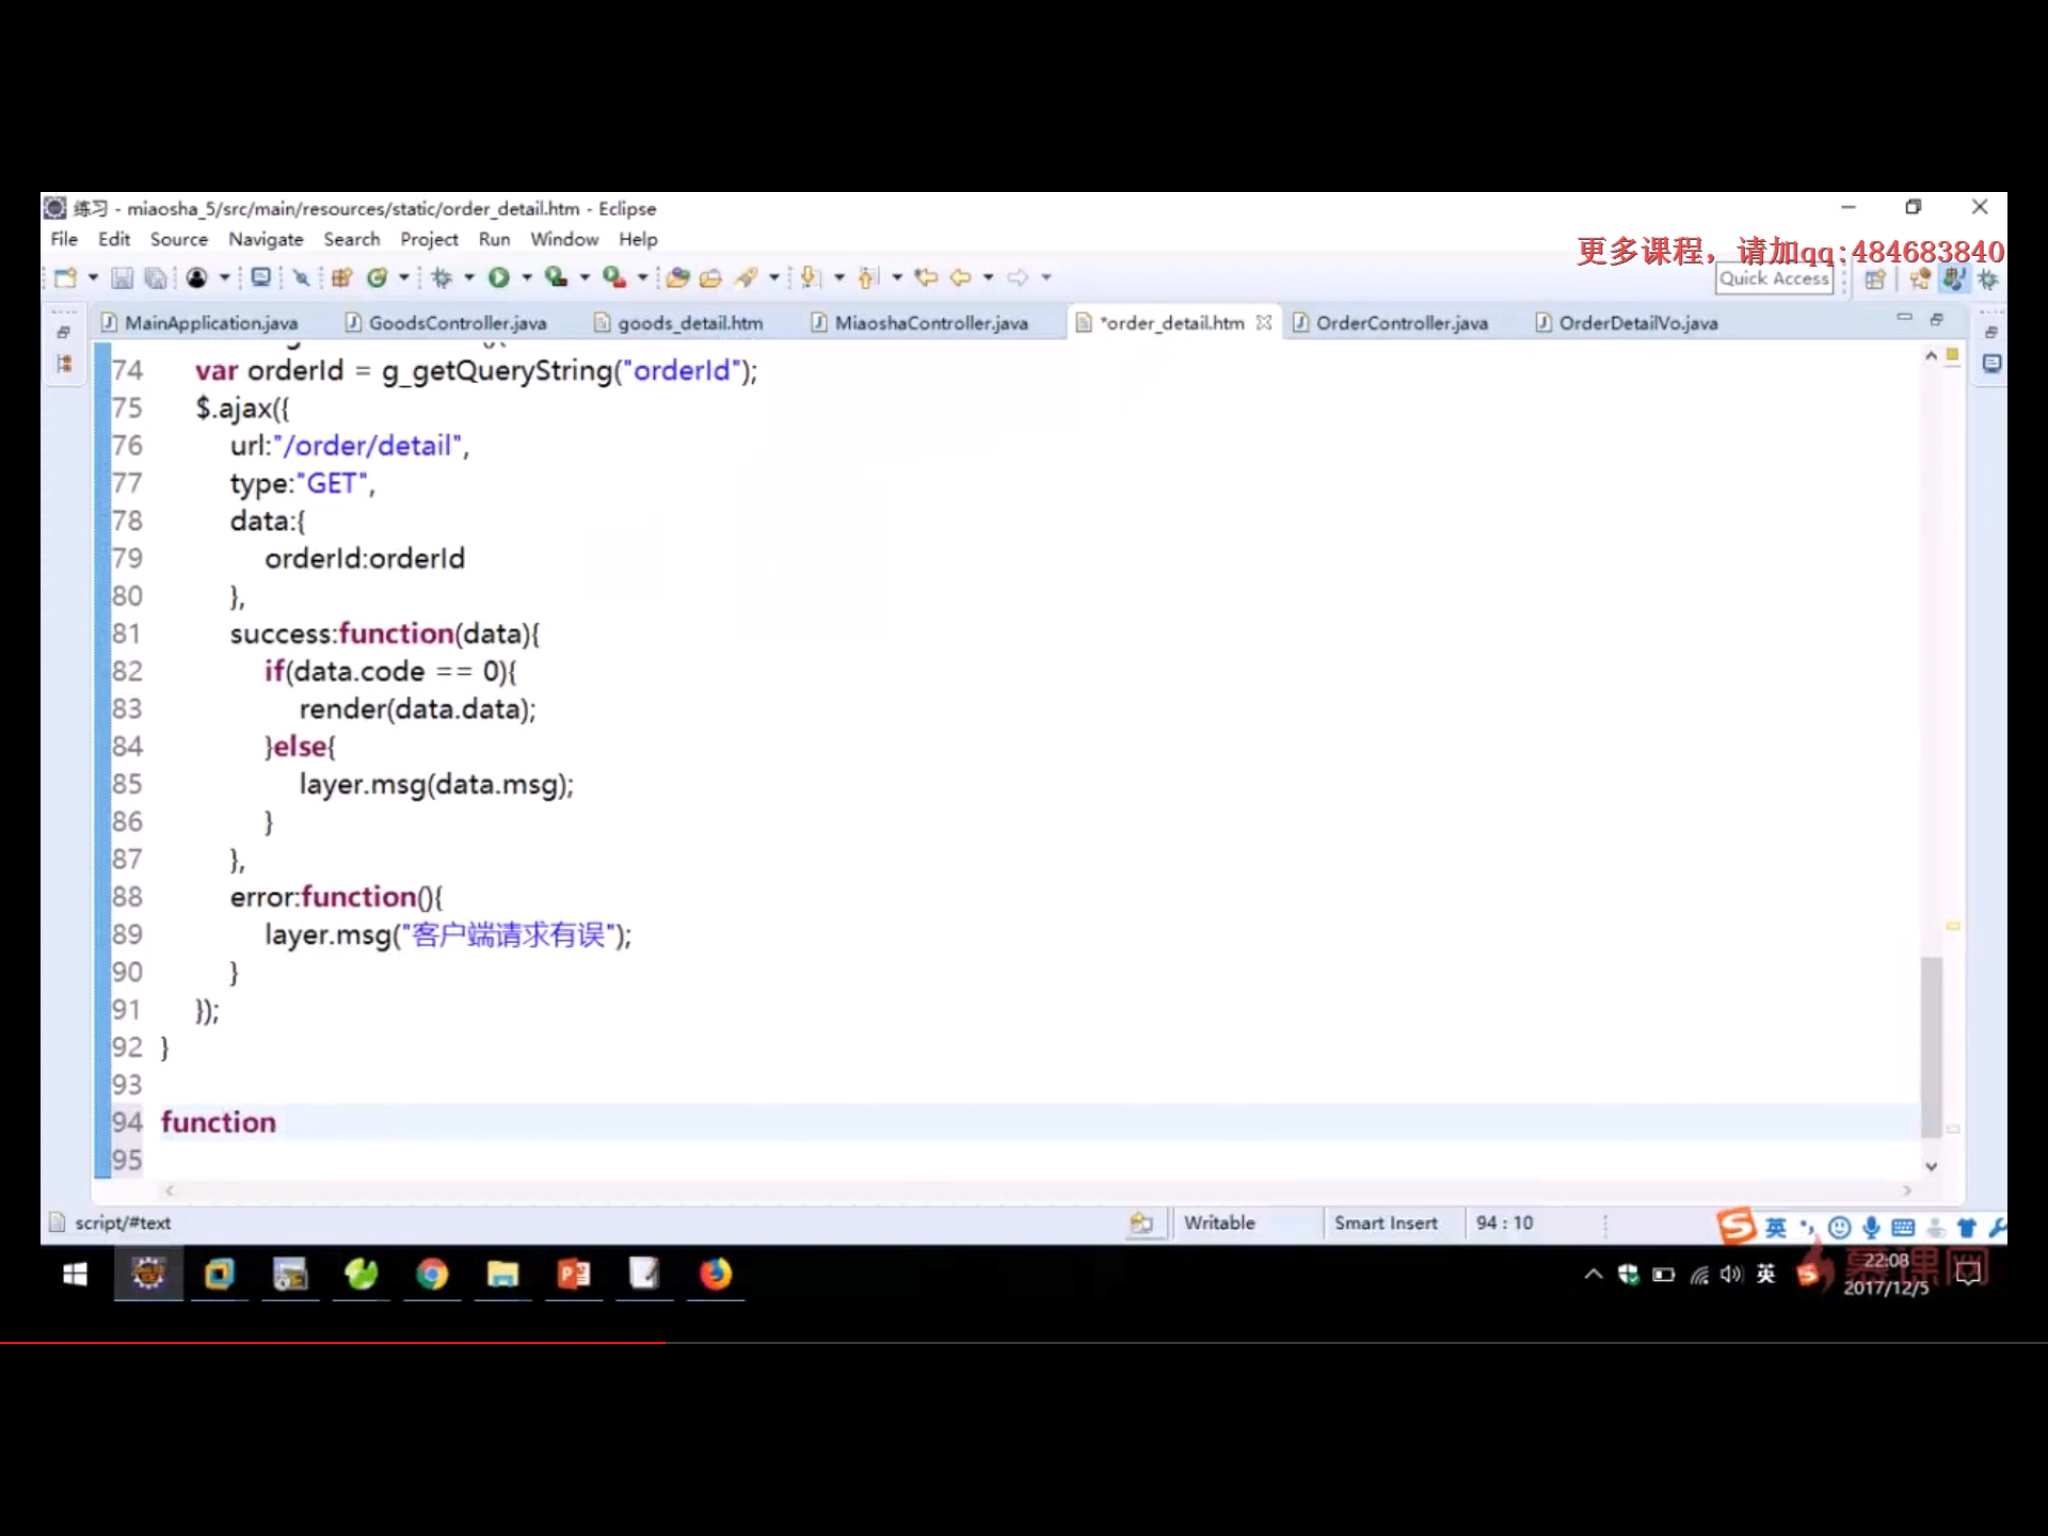 练习 - miaosha_5/src/main/resources/static/order_detail.htm - Eclipse
File Edit Source Navigate Search Project Run Window Help
更多课程，请加qq:484683840
Quick Access
MainApplication.java GoodsController.java goods_detail.htm MiaoshaController.java *order_detail.htm OrderController.java OrderDetailVo.java
74 var orderId = g_getQueryString("orderId");
75 $.ajax({
76 url:"/order/detail",
77 type:"GET",
78 data:{
79 orderId:orderId
80 },
81 success:function(data){
82 if(data.code == 0){
83 render(data.data);
84 }else{
85 layer.msg(data.msg);
86 }
87 },
88 error:function(){
89 layer.msg("客户端请求有误");
90 }
91 });
92 }
93
94 function
95
script/#text Writable Smart Insert 94 : 10 英
英 22:08
2017/12/5
慕课网